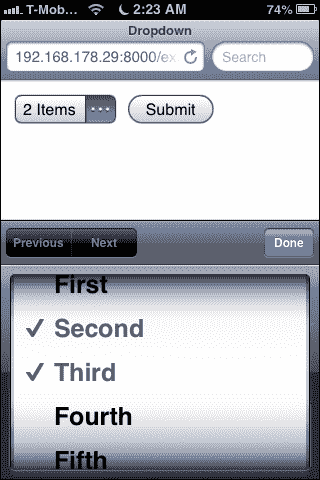 T-Mob... 2:23 AM 74%
Dropdown
192.168.178.29:8000/ex Search
2 Items ... Submit
Previous Next Done
First
✓ Second
✓ Third
Fourth
Fifth